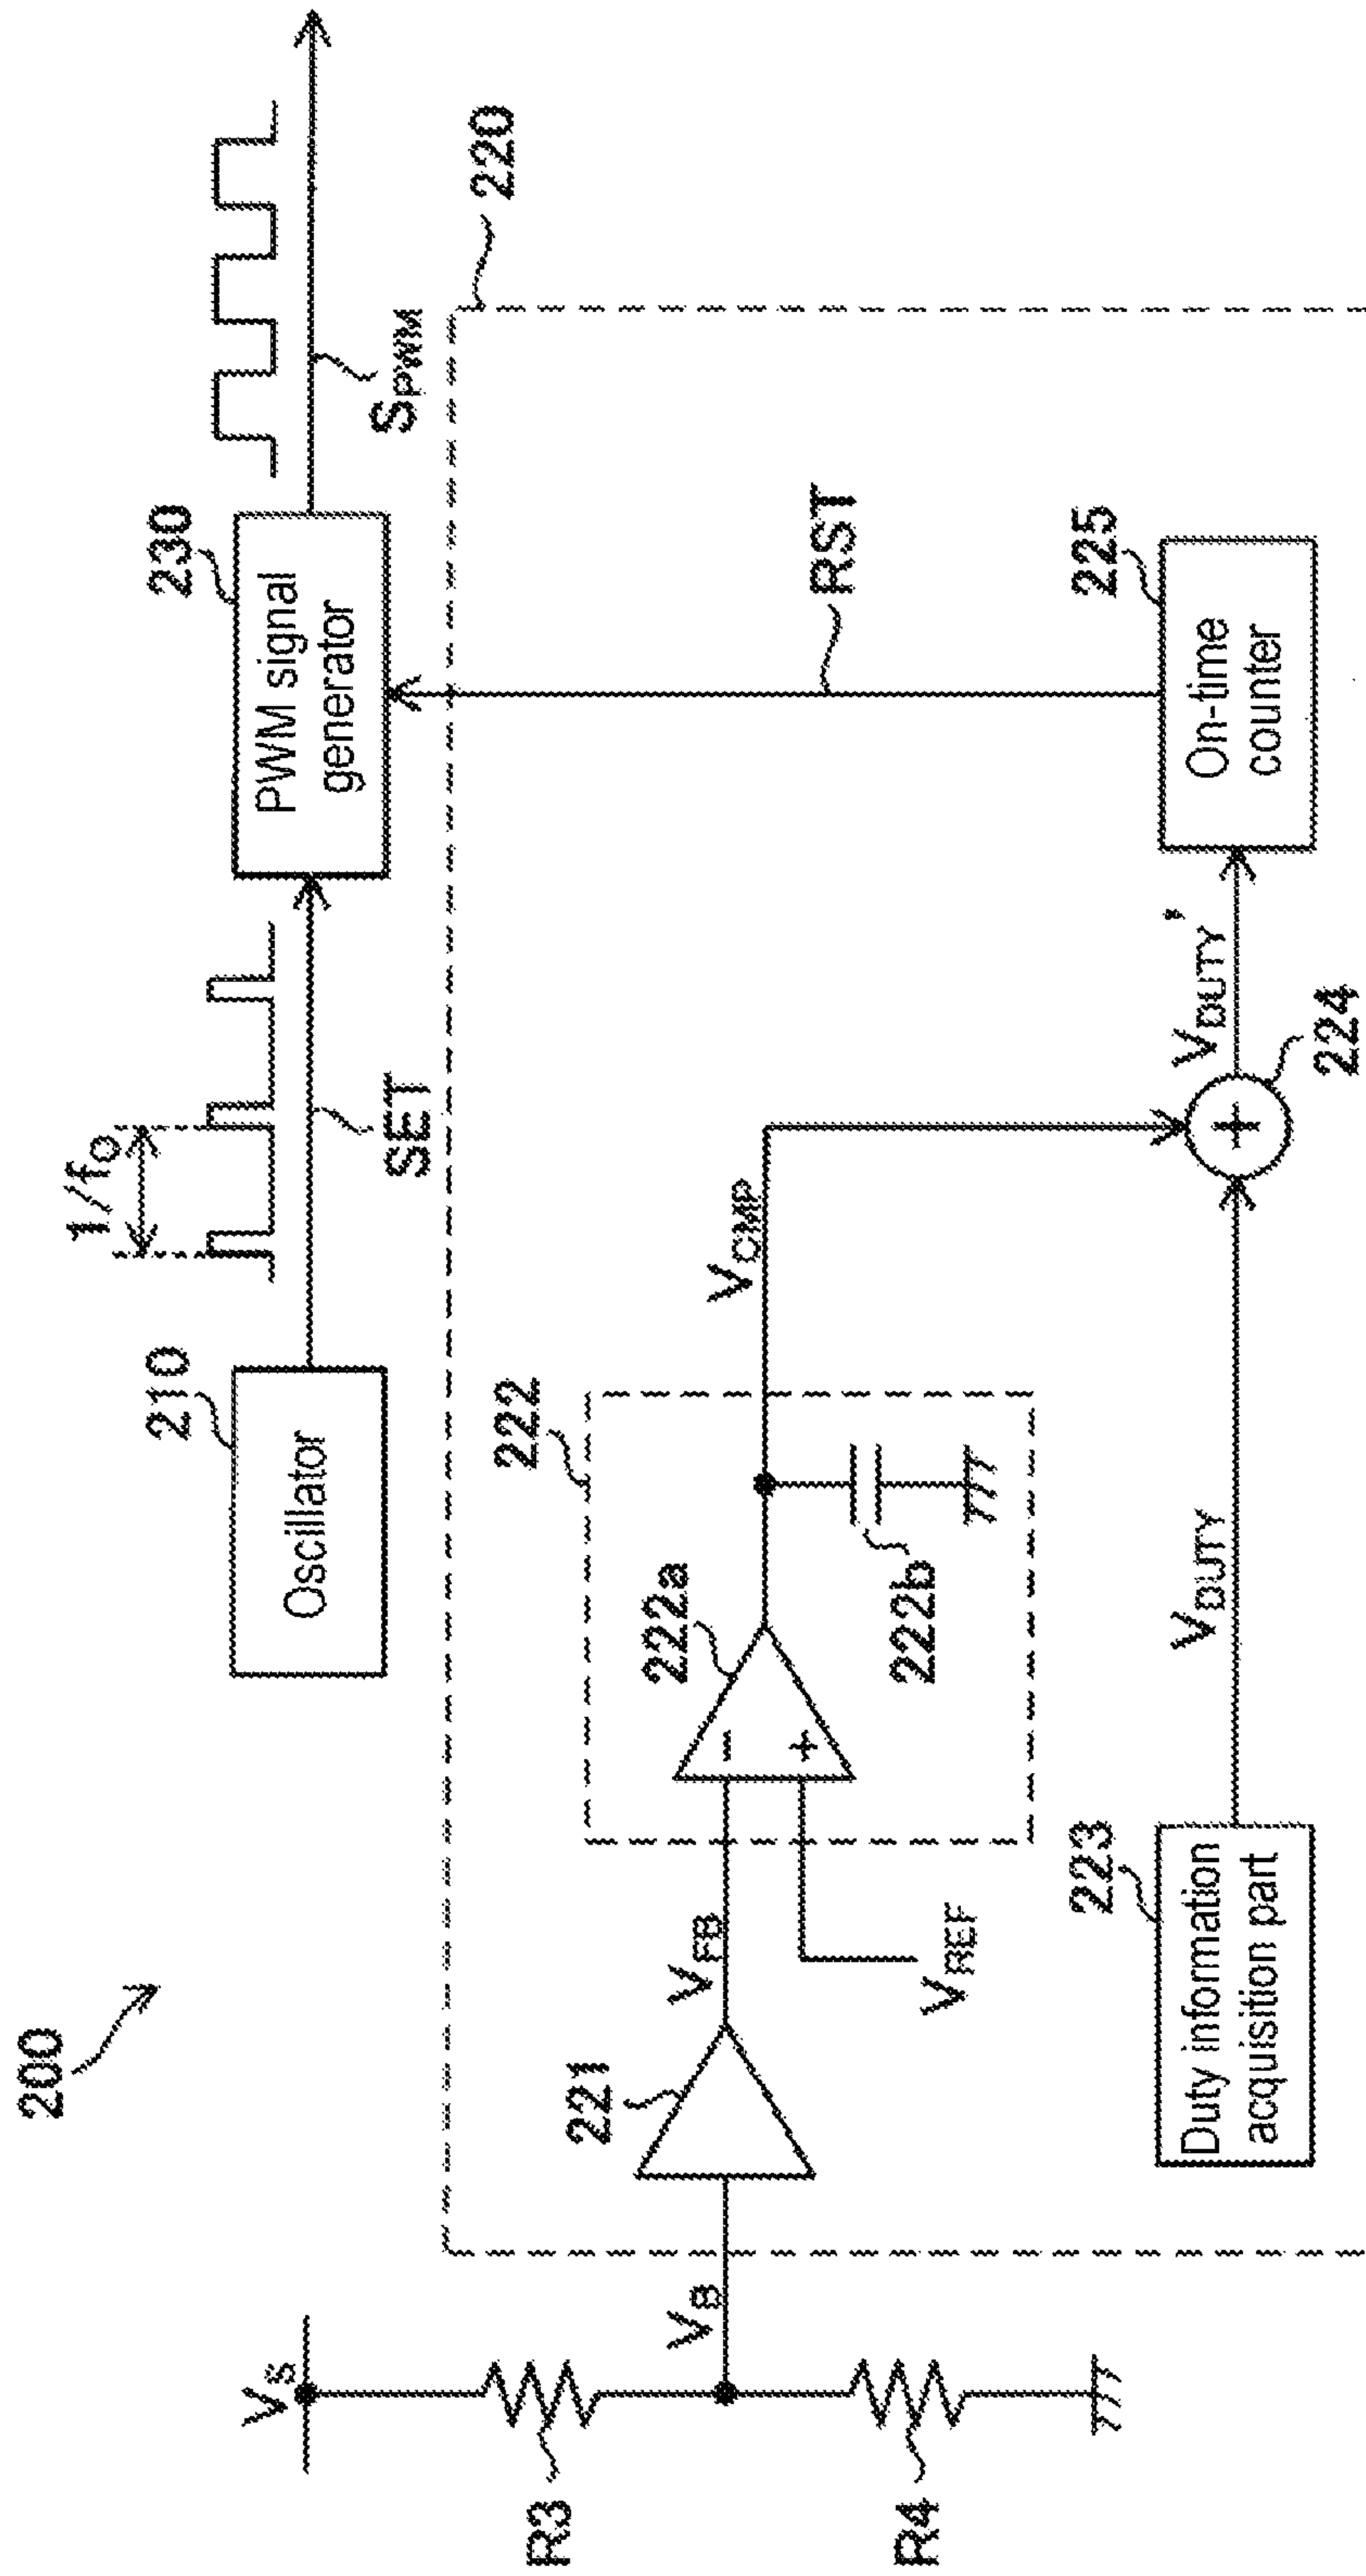 200
210
Oscillator
1/fO
SET
230
PWM signal
generator
SPWM
220
VS
R3
R4
VB
221
VFB
VREF
222
222a
-
+
222b
VCMP
RST
223
Duty information
acquisition part
VDUTY
+
224
VDUTY'
225
On-time
counter